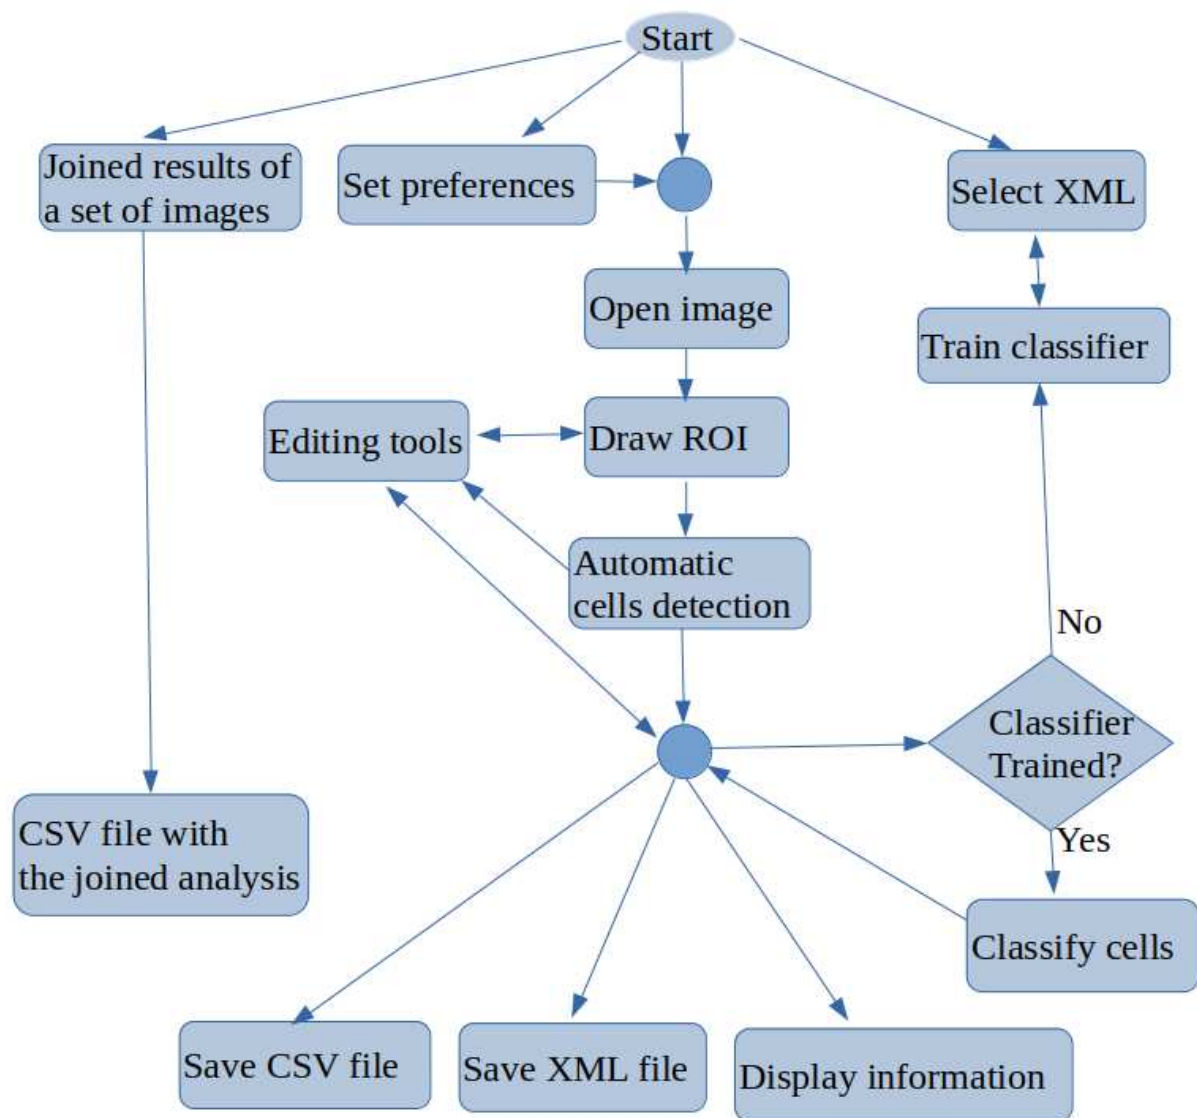 Start
Joined results of
a set of images
Set preferences
Select XML
Open image
Train classifier
Editing tools
Draw ROI
Automatic
cells detection
No
Classifier
Trained?
Yes
CSV file with
the joined analysis
Classify cells
Save CSV file
Save XML file
Display information